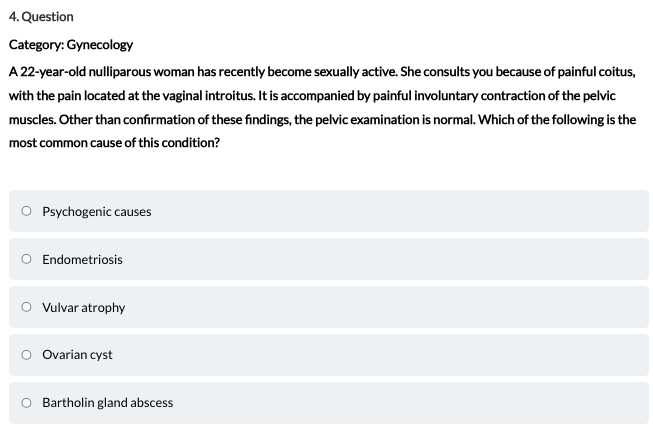 4. Question
Category: Gynecology
A 22-year-old nulliparous woman has recently become sexually active. She consults you because of painful coitus,
with the pain located at the vaginal introitus. It is accompanied by painful involuntary contraction of the pelvic
muscles. Other than confirmation of these findings, the pelvic examination is normal. Which of the following is the
most common cause of this condition?
Psychogenic causes
Endometriosis
Vulvar atrophy
Ovarian cyst
Bartholin gland abscess